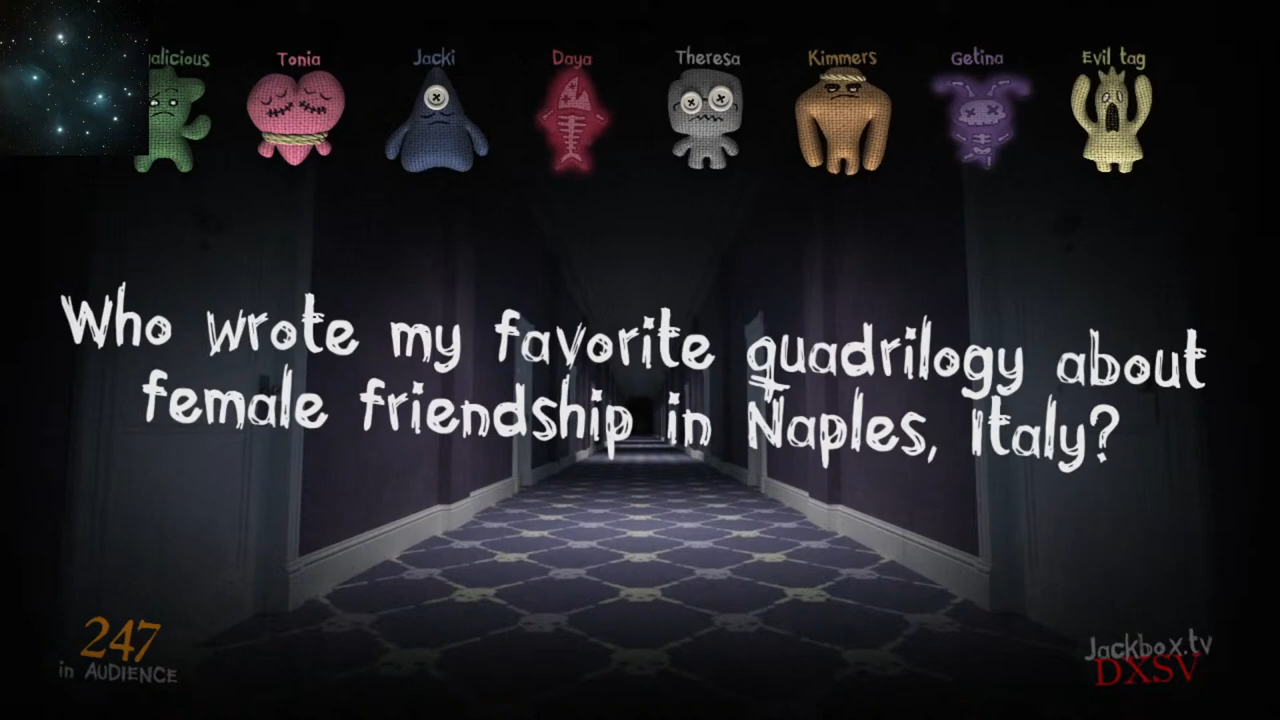 Tonia
Jacki
Daya
Theresa
Kimmers
Getina
Evil tag
Who wrote my favorite quadrilogy about
female friendship in Naples, Italy?
247
in AUDIENCE
Jackbox.tv
DXSV